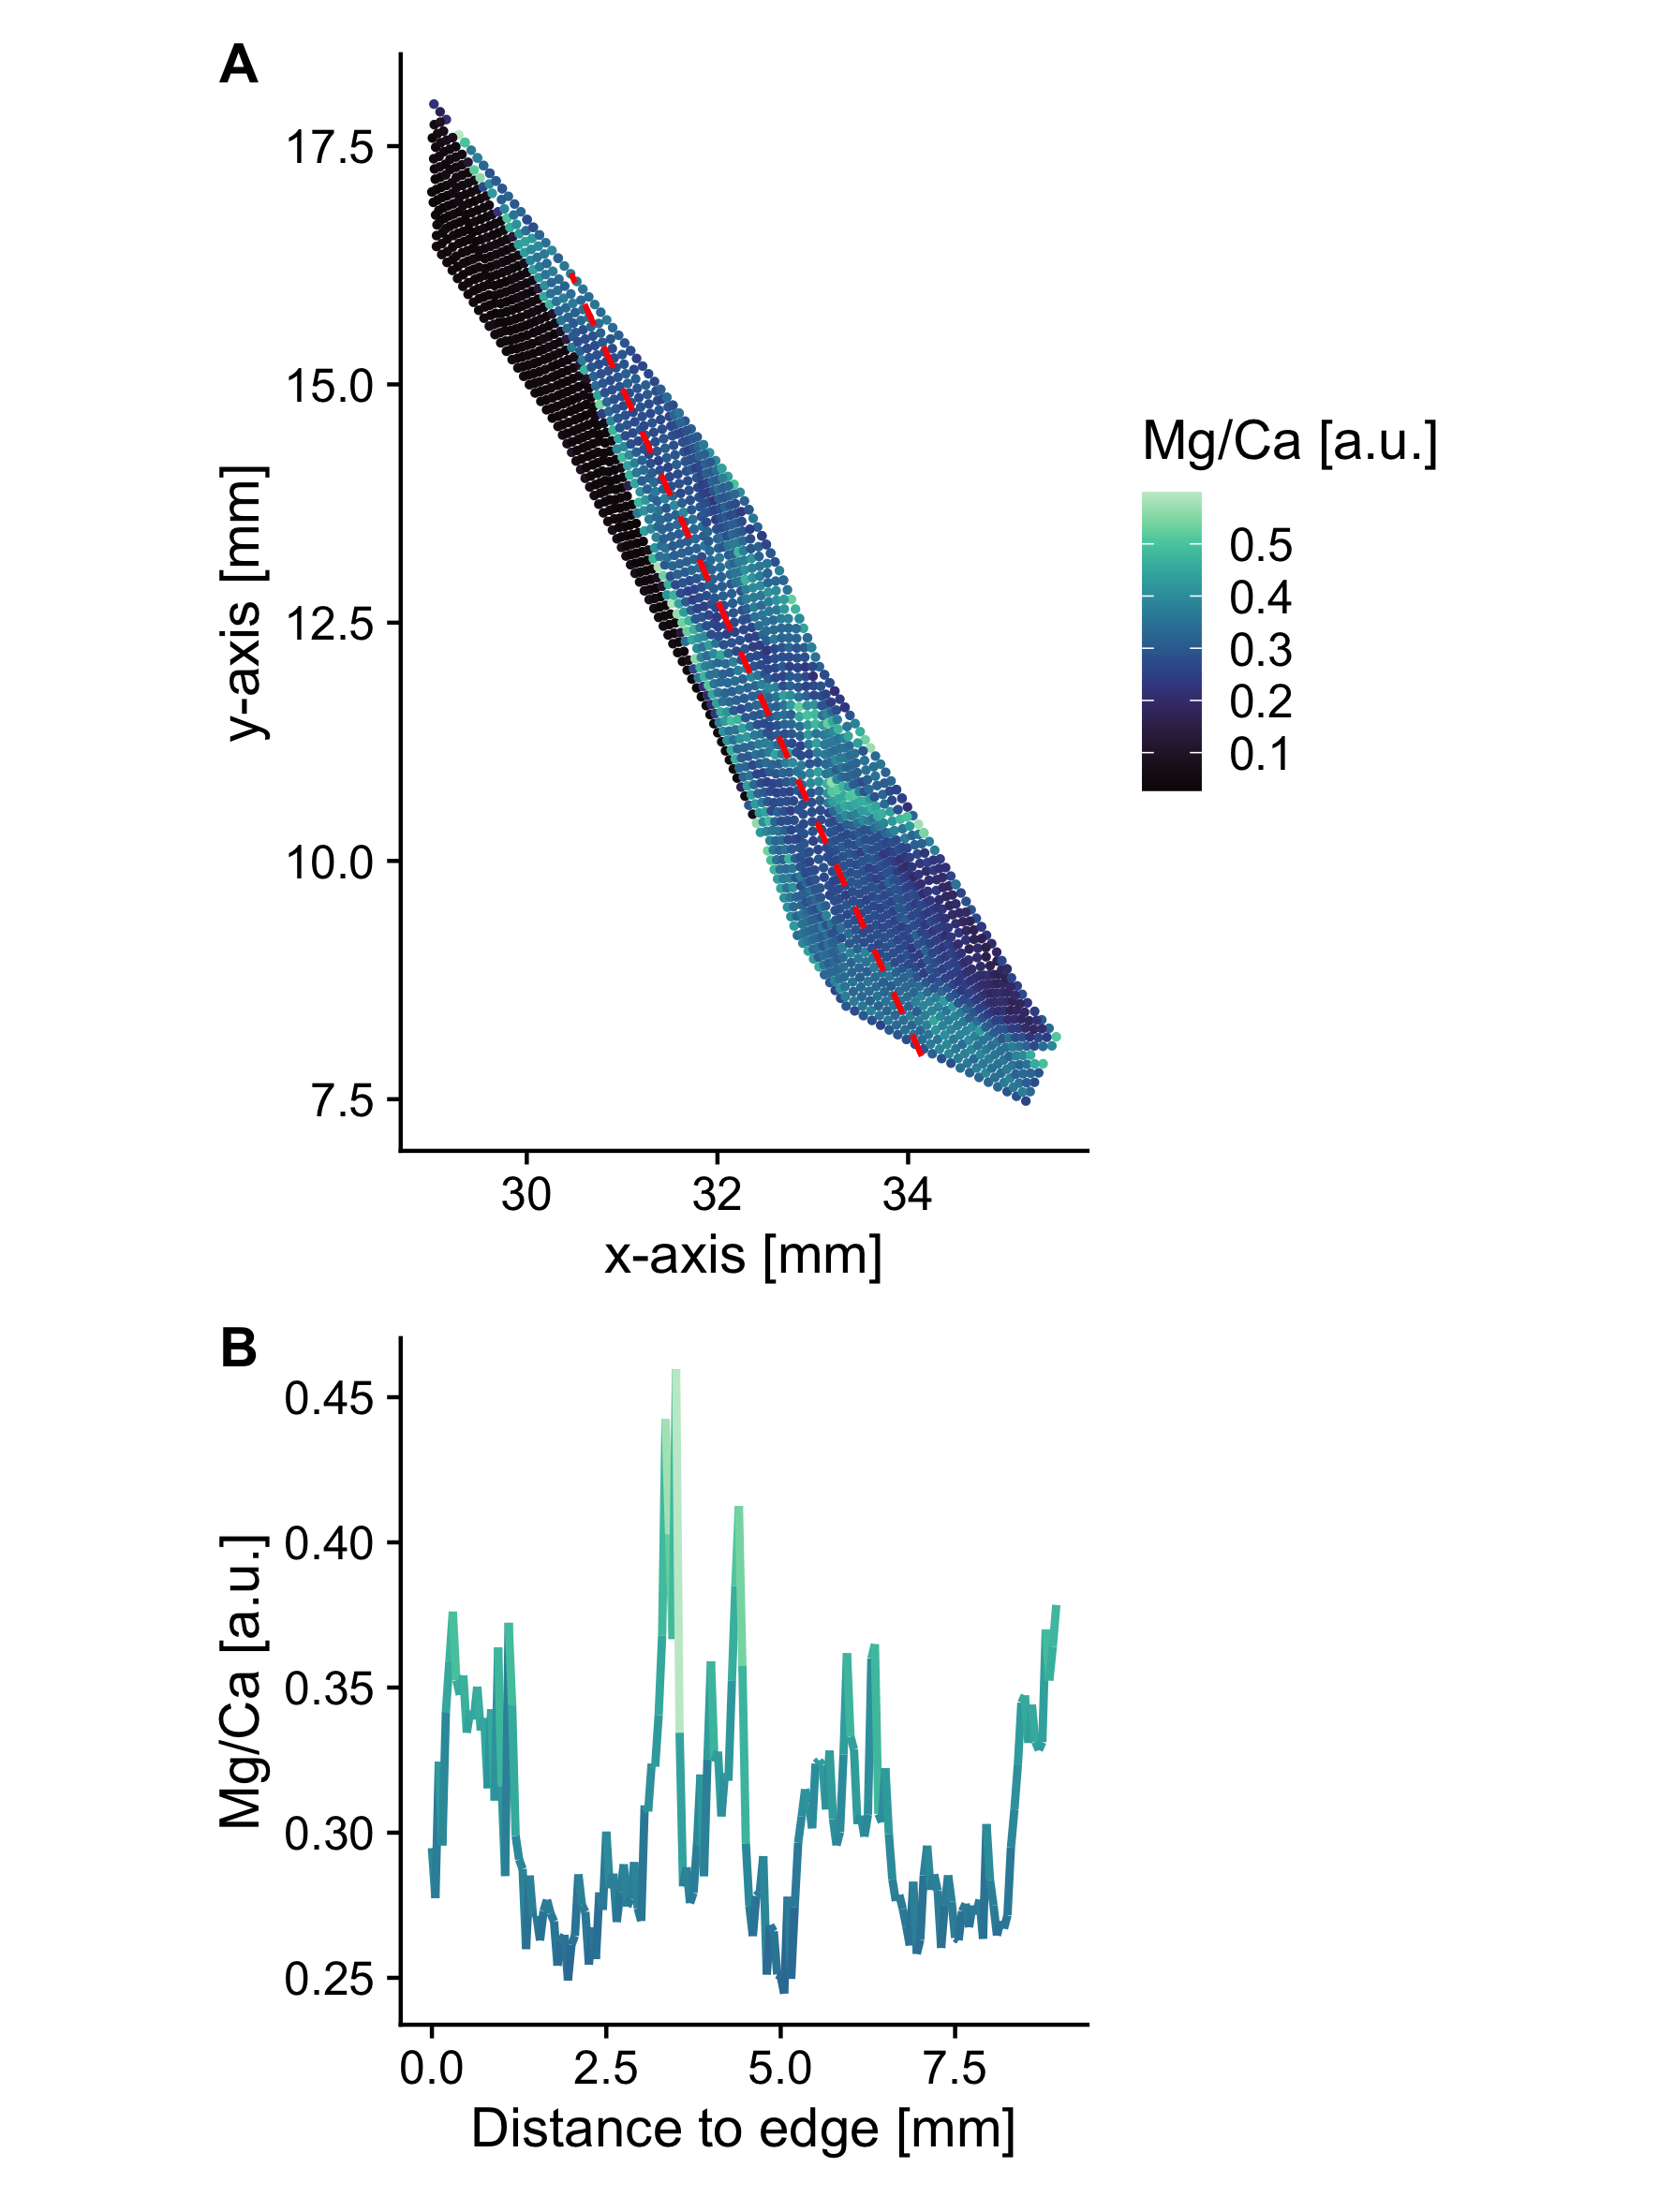 A
17.5
15.0
12.5
10.0
7.5
y-axis [mm]
30 32 34
x-axis [mm]
Mg/Ca [a.u.]
0.5
0.4
0.3
0.2
0.1
B
0.45
0.40
0.35
0.30
0.25
Mg/Ca [a.u.]
0.0 2.5 5.0 7.5
Distance to edge [mm]